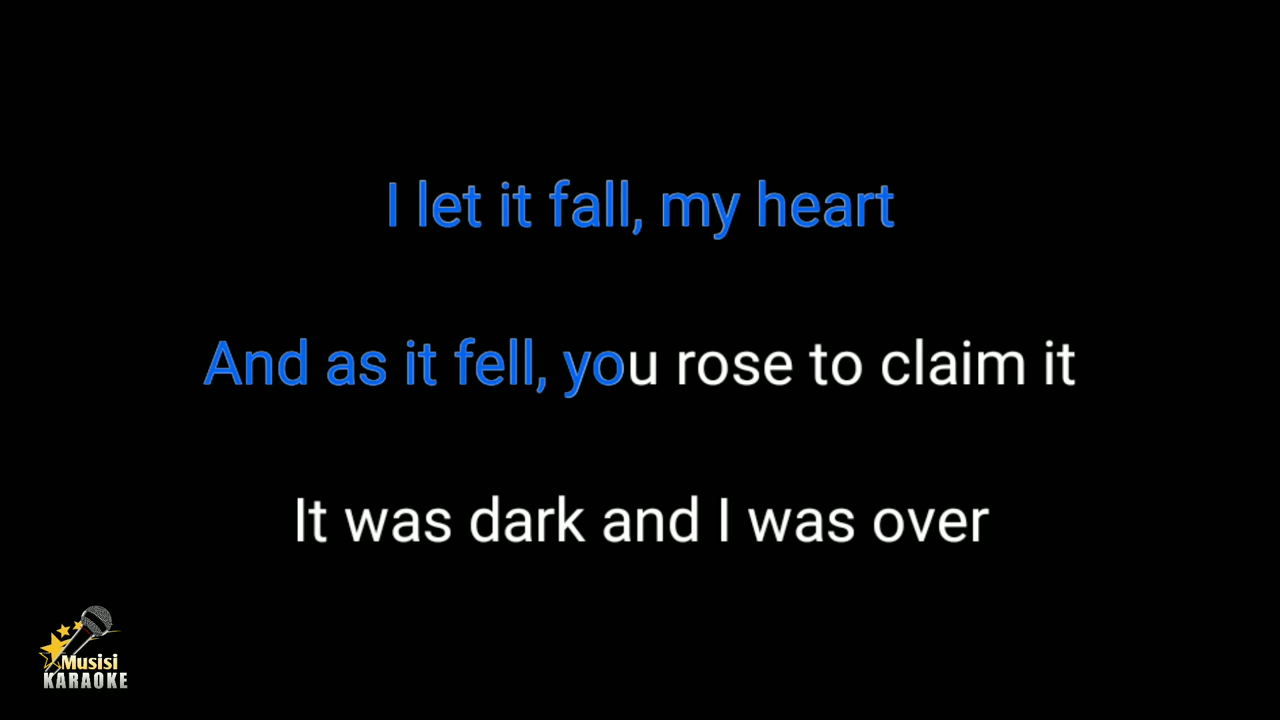 I let it fall, my heart
And as it fell, you rose to claim it
It was dark and I was over
Musisi
KARAOKE